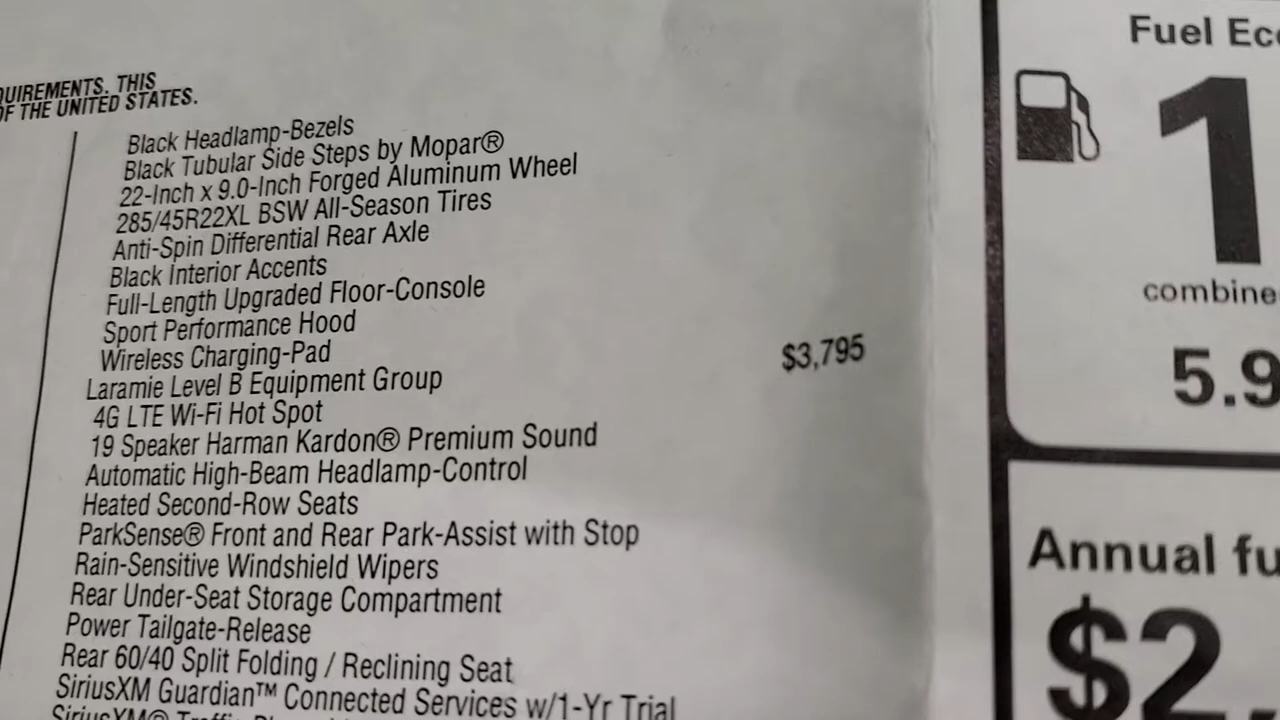 QUIREMENTS. THIS
OF THE UNITED STATES.
Black Headlamp-Bezels
Black Tubular Side Steps by Mopar®
22-Inch x 9.0-Inch Forged Aluminum Wheel
285/45R22XL BSW All-Season Tires
Anti-Spin Differential Rear Axle
Black Interior Accents
Full-Length Upgraded Floor-Console
Sport Performance Hood
Wireless Charging-Pad
Laramie Level B Equipment Group $3,795
4G LTE Wi-Fi Hot Spot
19 Speaker Harman Kardon® Premium Sound
Automatic High-Beam Headlamp-Control
Heated Second-Row Seats
ParkSense® Front and Rear Park-Assist with Stop
Rain-Sensitive Windshield Wipers
Rear Under-Seat Storage Compartment
Power Tailgate-Release
Rear 60/40 Split Folding / Reclining Seat
SiriusXM Guardian™ Connected Services w/1-Yr Trial
SiriusXM® Traffic
Fuel Eco
1
combine
5.9
Annual fu
$2,